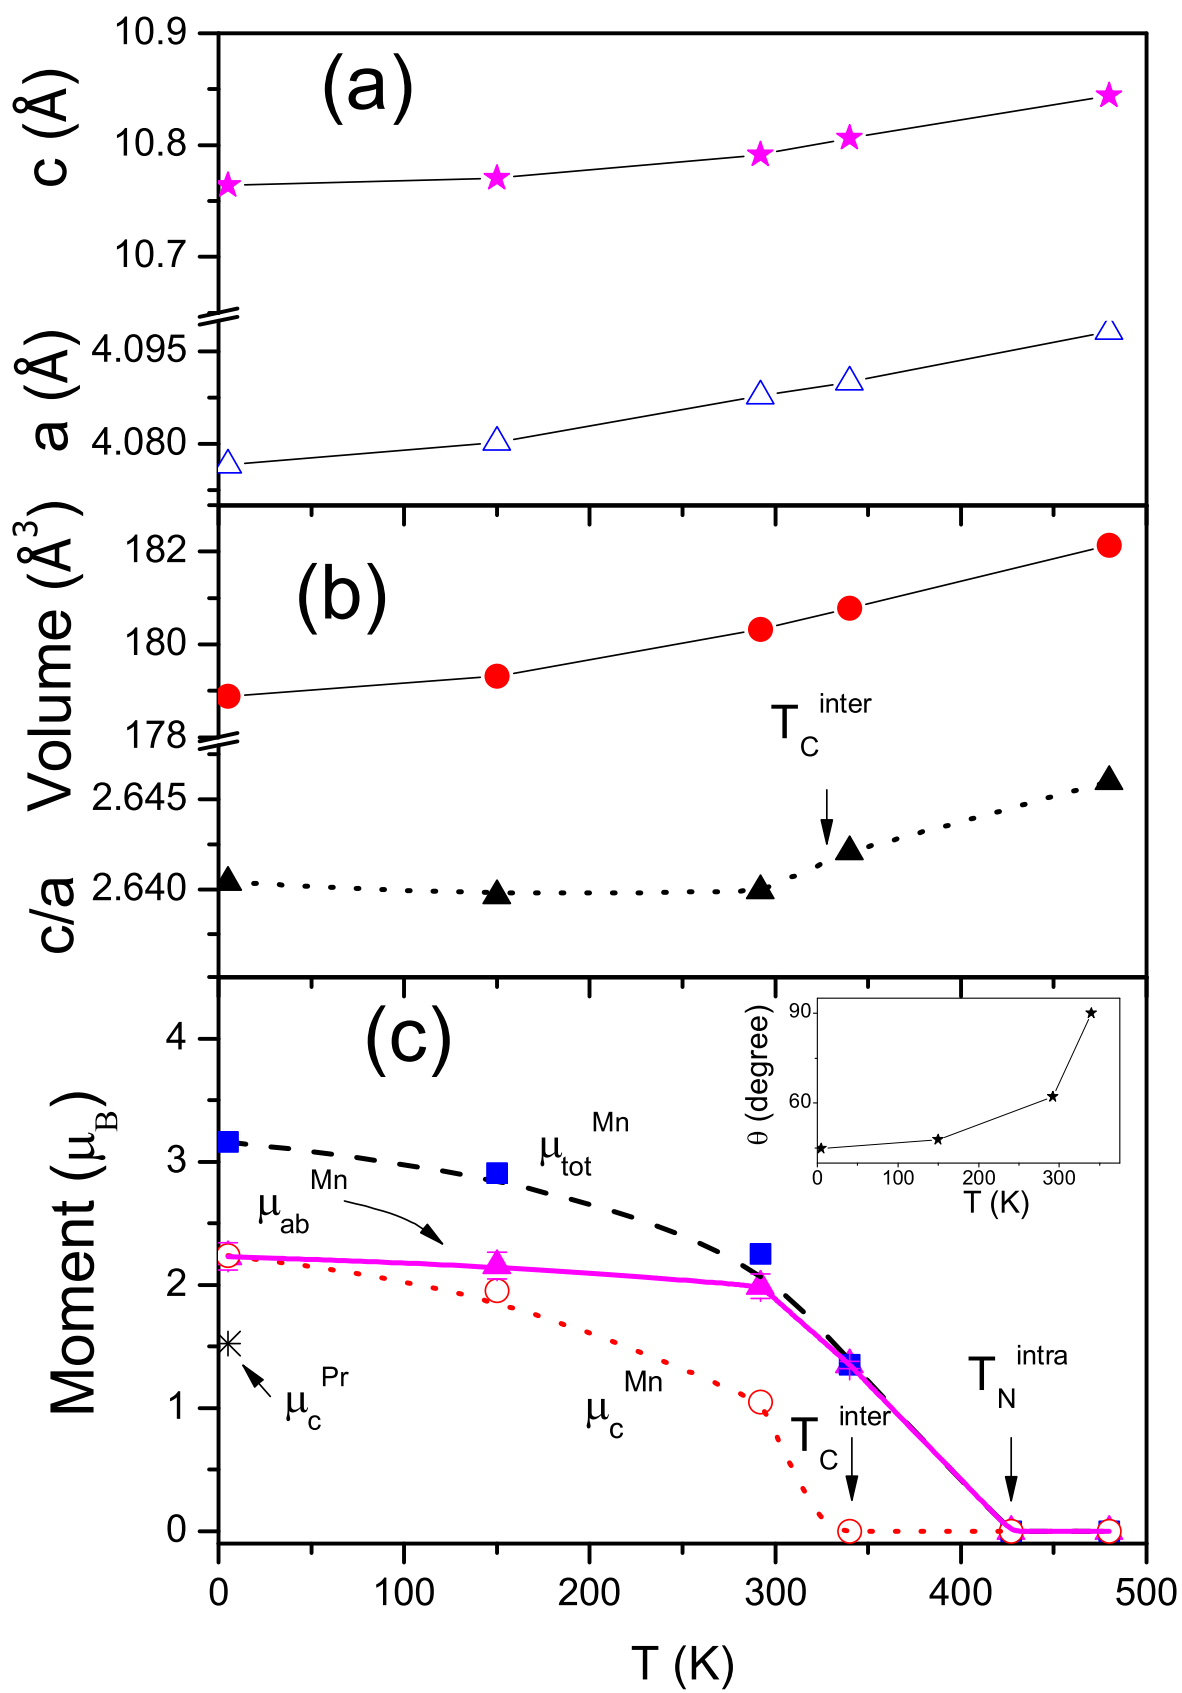 (a)
c (Å)
10.9
10.8
10.7
a (Å)
4.095
4.080
(b)
Volume (Å³)
182
180
178
T_C^inter
c/a
2.645
2.640
(c)
Moment (μ_B)
4
3
2
1
0
μ_tot^Mn
μ_ab^Mn
μ_c^Pr
μ_c^Mn
T_C^inter
T_N^intra
θ (degree)
90
60
0 100 200 300
T (K)
0 100 200 300 400 500
T (K)